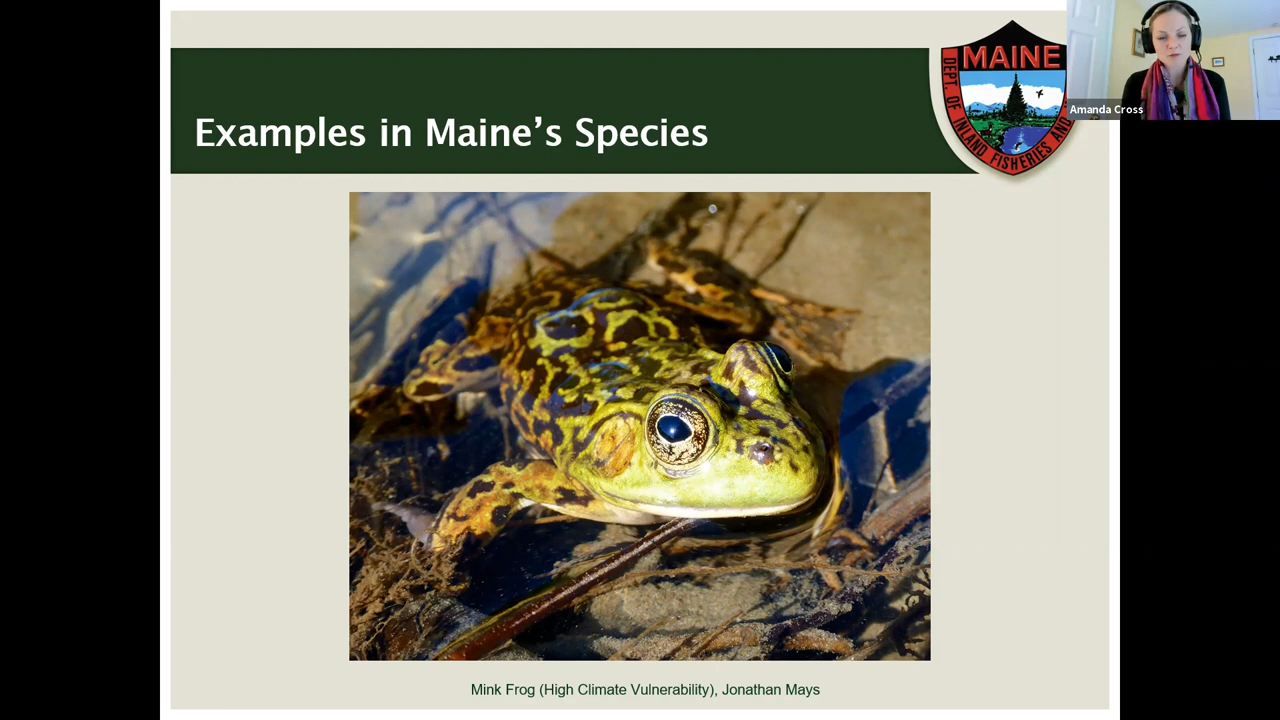 Examples in Maine's Species
MAINE
DEPT. OF INLAND FISHERIES AND
Amanda Cross
Mink Frog (High Climate Vulnerability), Jonathan Mays